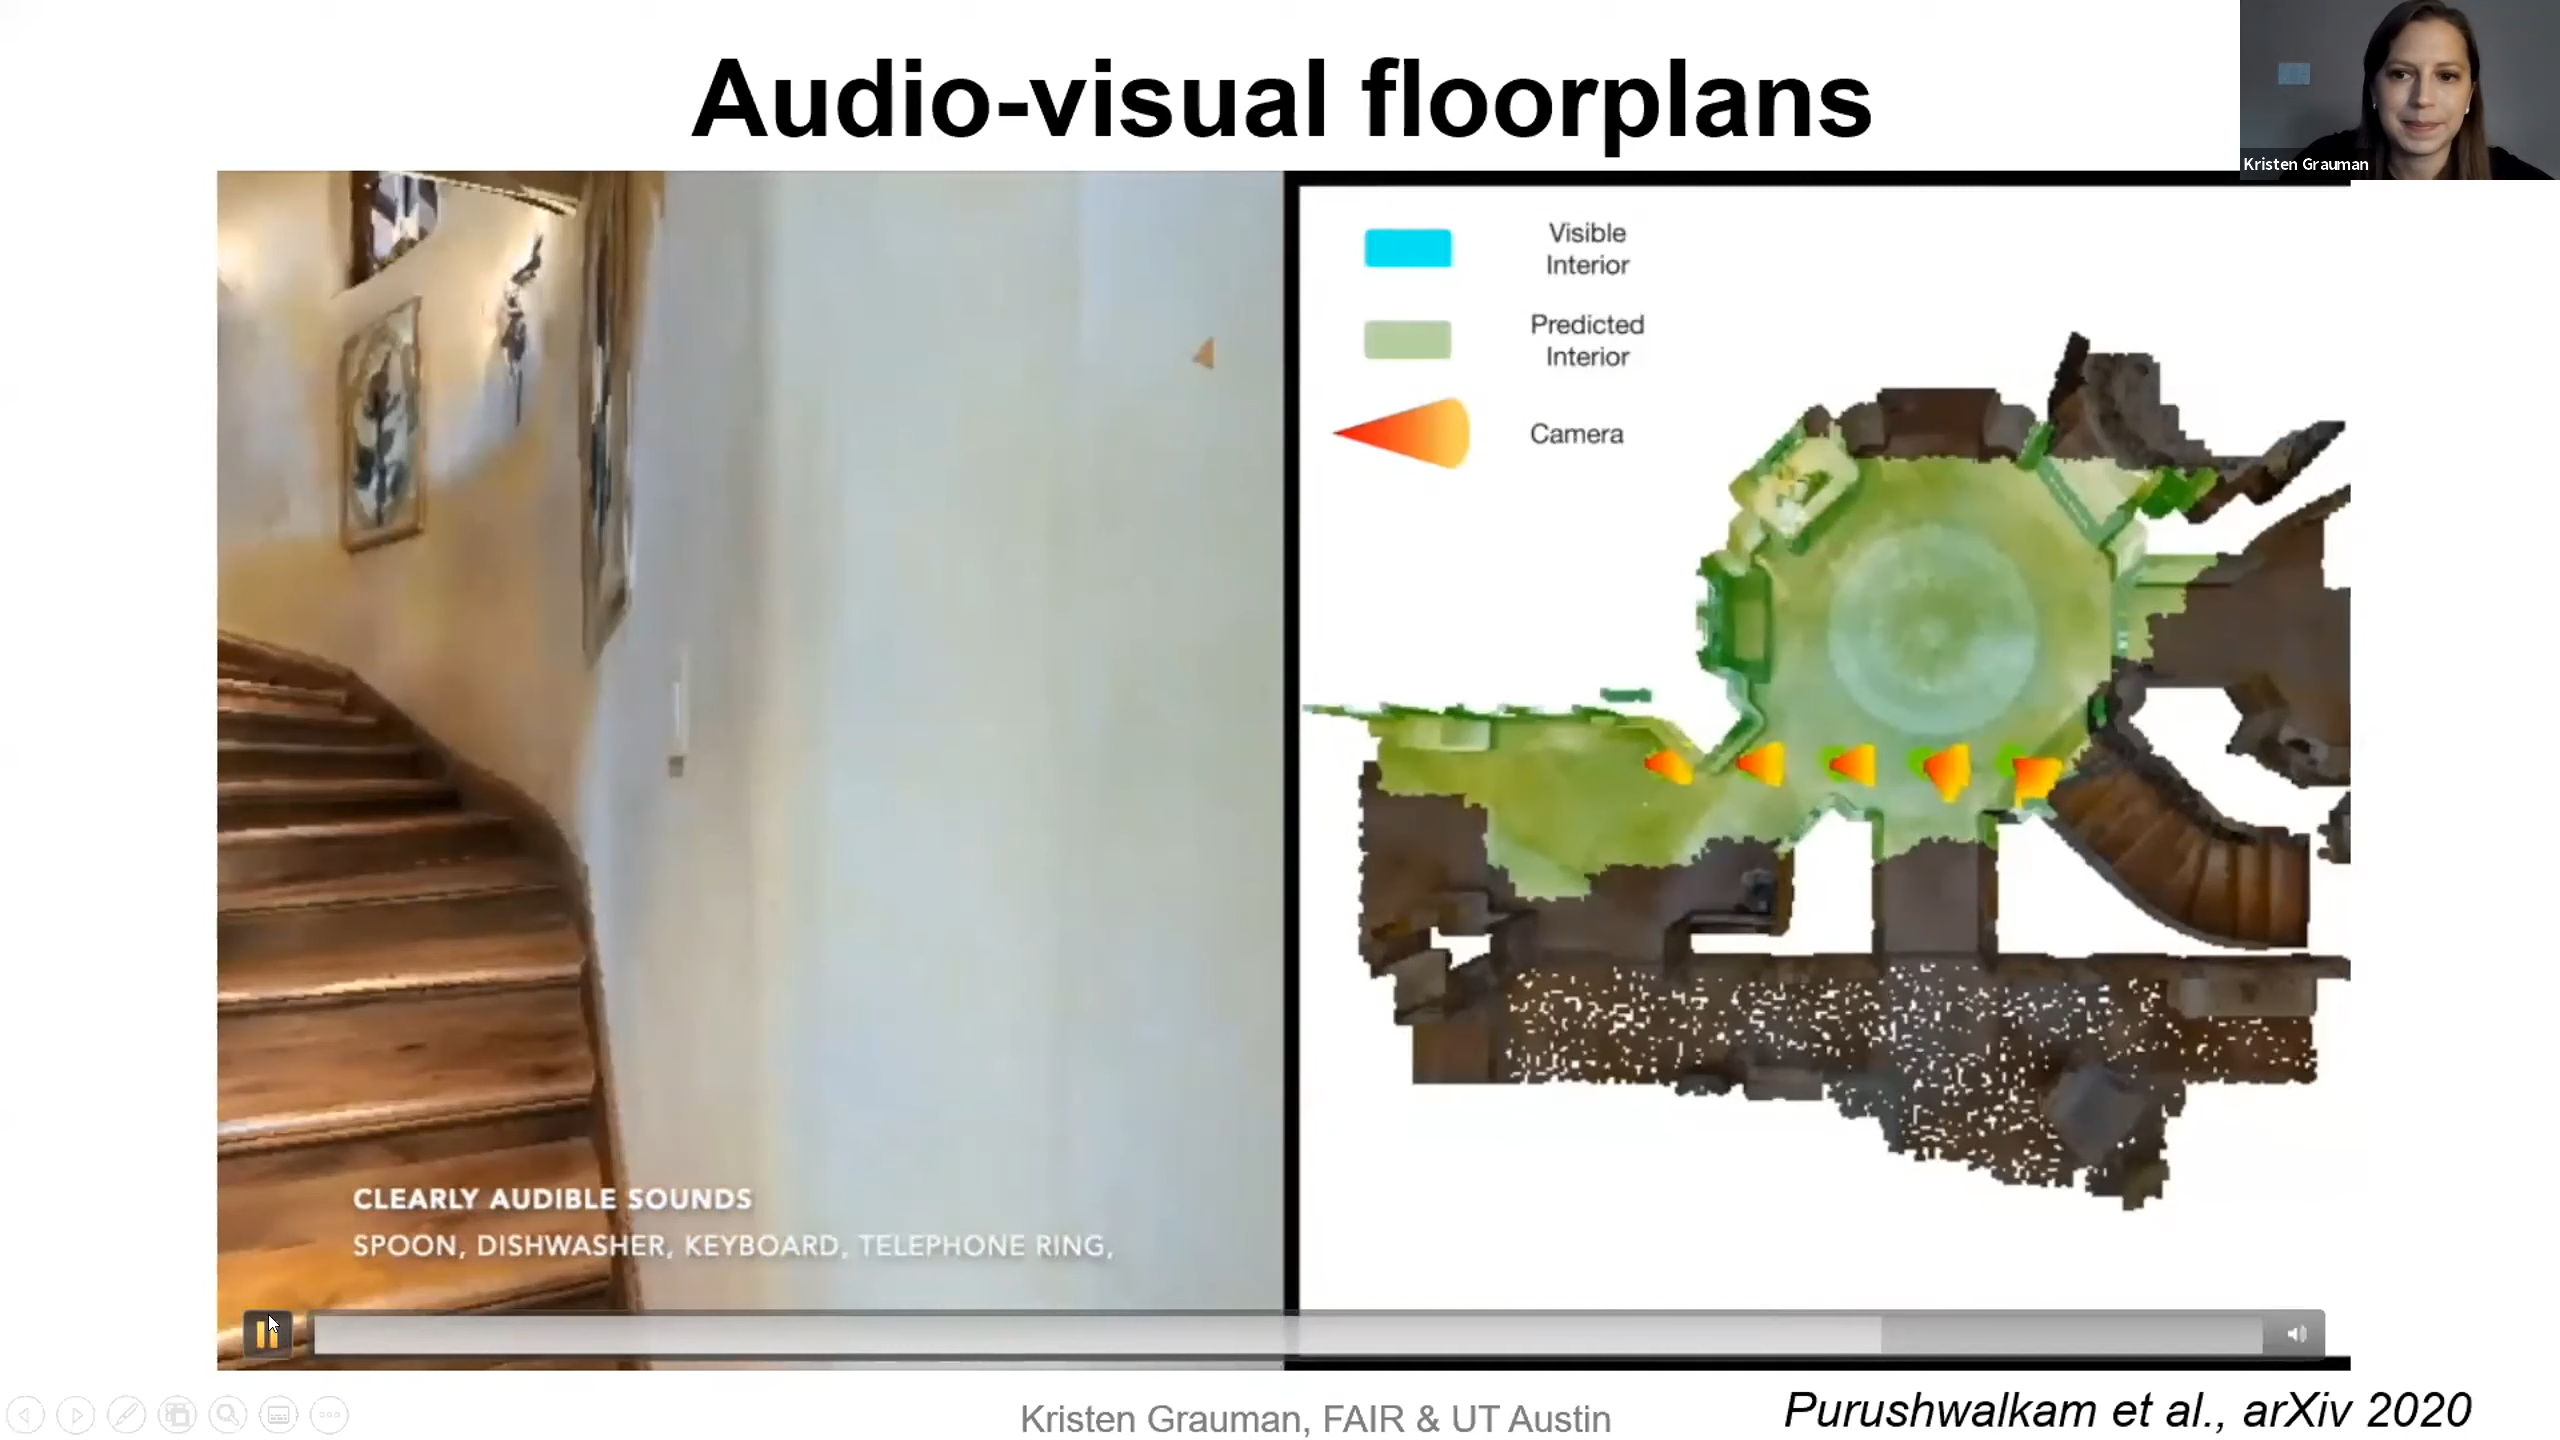 Audio-visual floorplans
Kristen Grauman
Visible
Interior
Predicted
Interior
Camera
CLEARLY AUDIBLE SOUNDS
SPOON, DISHWASHER, KEYBOARD, TELEPHONE RING,
Kristen Grauman, FAIR & UT Austin
Purushwalkam et al., arXiv 2020